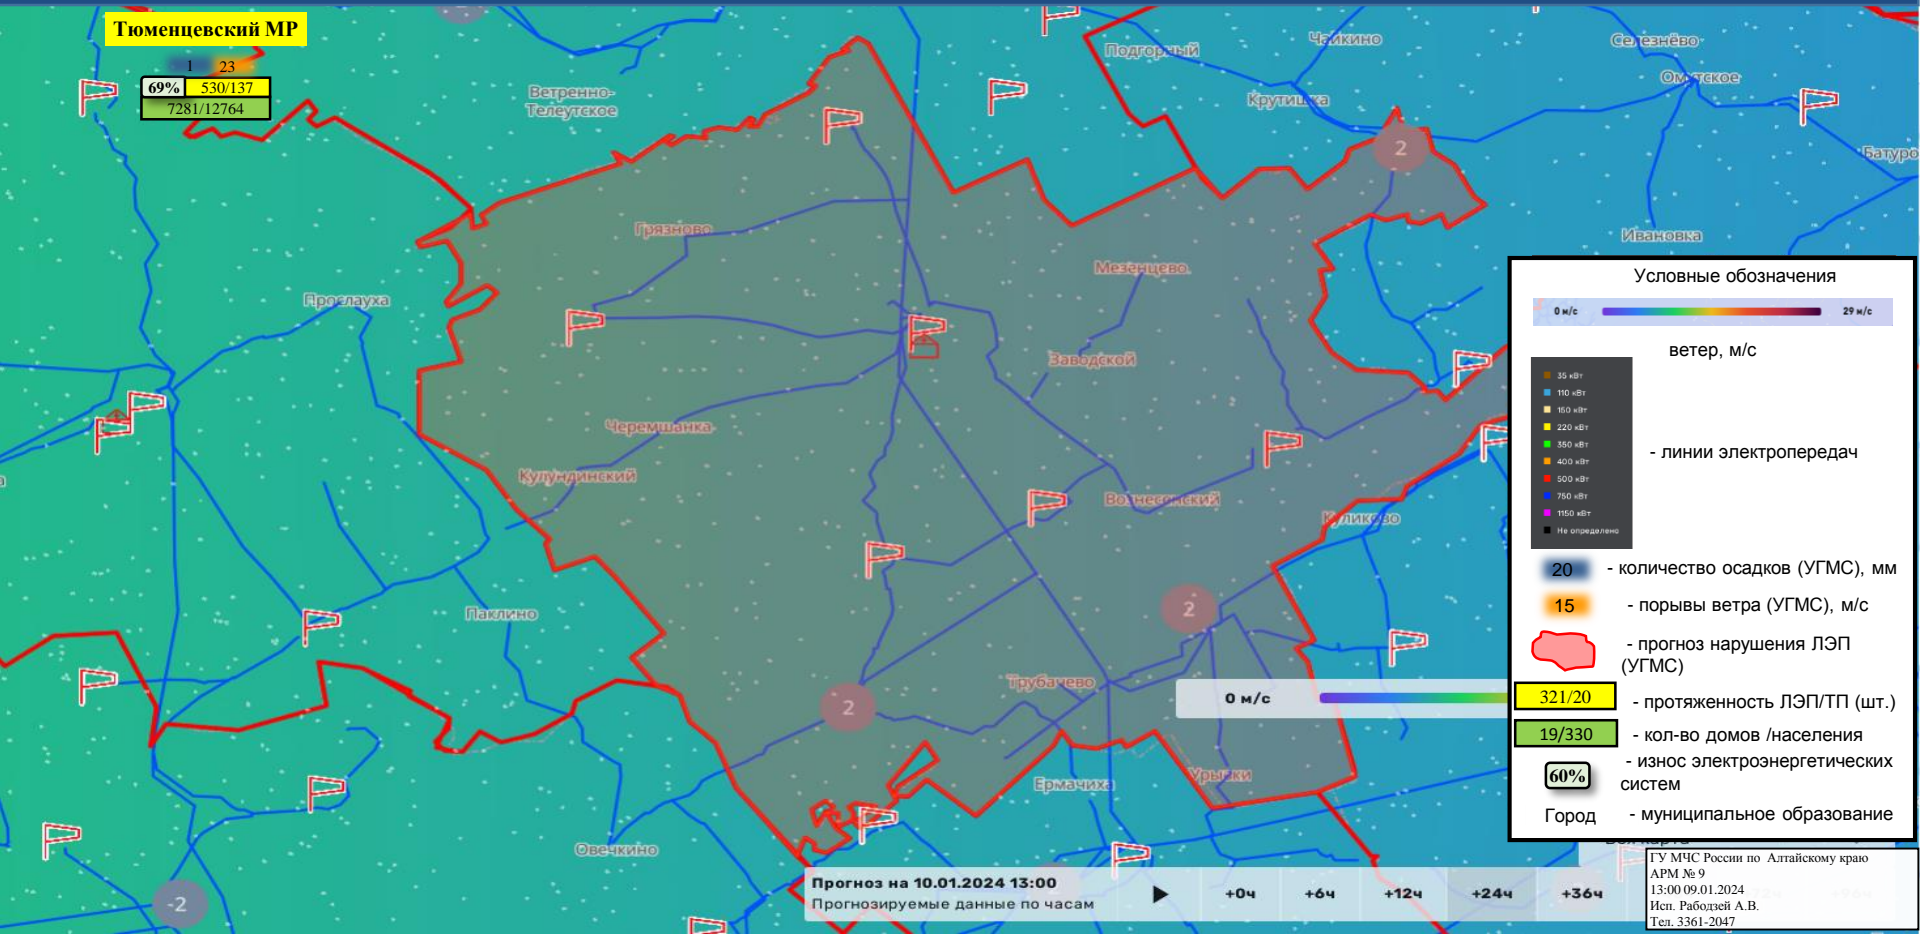 Тюменцевский МР
1 23
69% 530/137
7281/12764
Подгорный
Чайкино
Селезнёво
Омутское
Ветренно-
Телеутское
Крутишка
2
Батуро
Грязново
Ивановка
Мезенцево
Прослауха
Заводской
Черемшанка
Кулундинский
Вознесенский
Куликово
Паклино
2
Трубачево
2
0 м/с
Урывки
Ермачиха
Овечкино
-2
Прогноз на 10.01.2024 13:00
Прогнозируемые данные по часам
+0ч +6ч +12ч +24ч +36ч
Условные обозначения
0 м/с 29 м/с
ветер, м/с
35 кВт
110 кВт
150 кВт
220 кВт
350 кВт
400 кВт
500 кВт
750 кВт
1150 кВт
Не определено
- линии электропередач
20 - количество осадков (УГМС), мм
15 - порывы ветра (УГМС), м/с
- прогноз нарушения ЛЭП
(УГМС)
321/20 - протяженность ЛЭП/ТП (шт.)
19/330 - кол-во домов /населения
60% - износ электроэнергетических
систем
Город - муниципальное образование
ГУ МЧС России по Алтайскому краю
АРМ № 9
13:00 09.01.2024
Исп. Рабодзей А.В.
Тел. 3361-2047